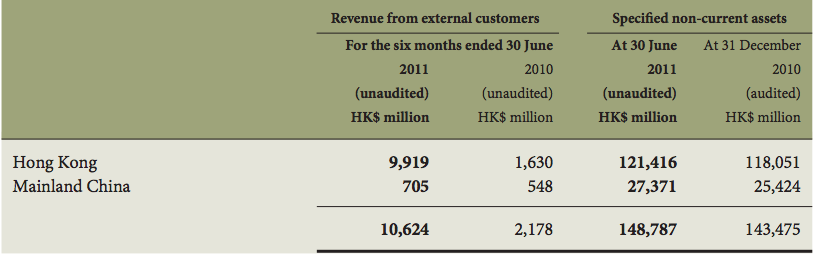 Revenue from external customers Specified non-current assets
For the six months ended 30 June At 30 June At 31 December
2011 2010 2011 2010
(unaudited) (unaudited) (unaudited) (audited)
HK$ million HK$ million HK$ million HK$ million
Hong Kong 9,919 1,630 121,416 118,051
Mainland China 705 548 27,371 25,424
10,624 2,178 148,787 143,475